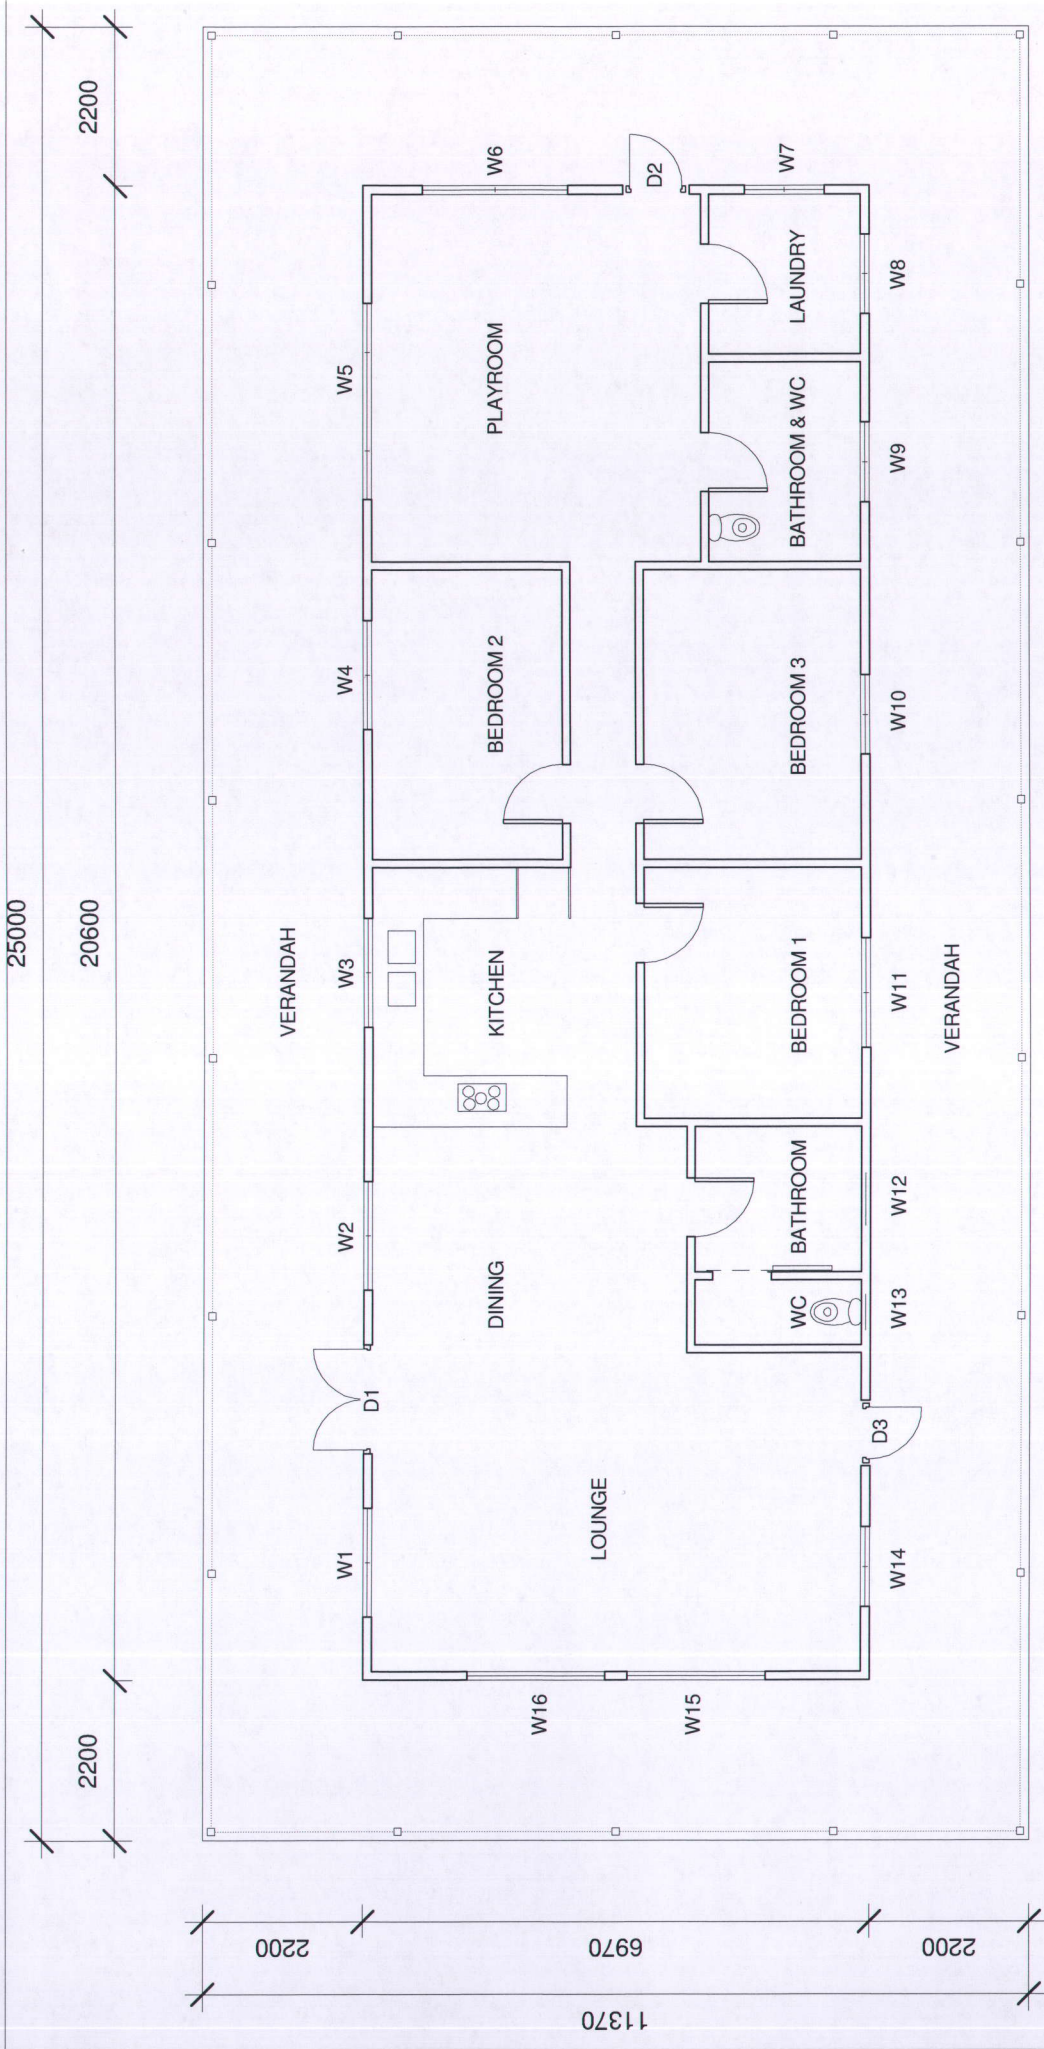 25000
2200
20600
2200
VERANDAH
W1
D1
W2
W3
W4
W5
W16
DINING
KITCHEN
BEDROOM 2
PLAYROOM
W6
LOUNGE
D2
W15
WC
BATHROOM
BEDROOM 1
BEDROOM 3
BATHROOM & WC
LAUNDRY
W7
D3
W14
W13
W12
W11
W10
W9
W8
VERANDAH
2200
6970
2200
11370